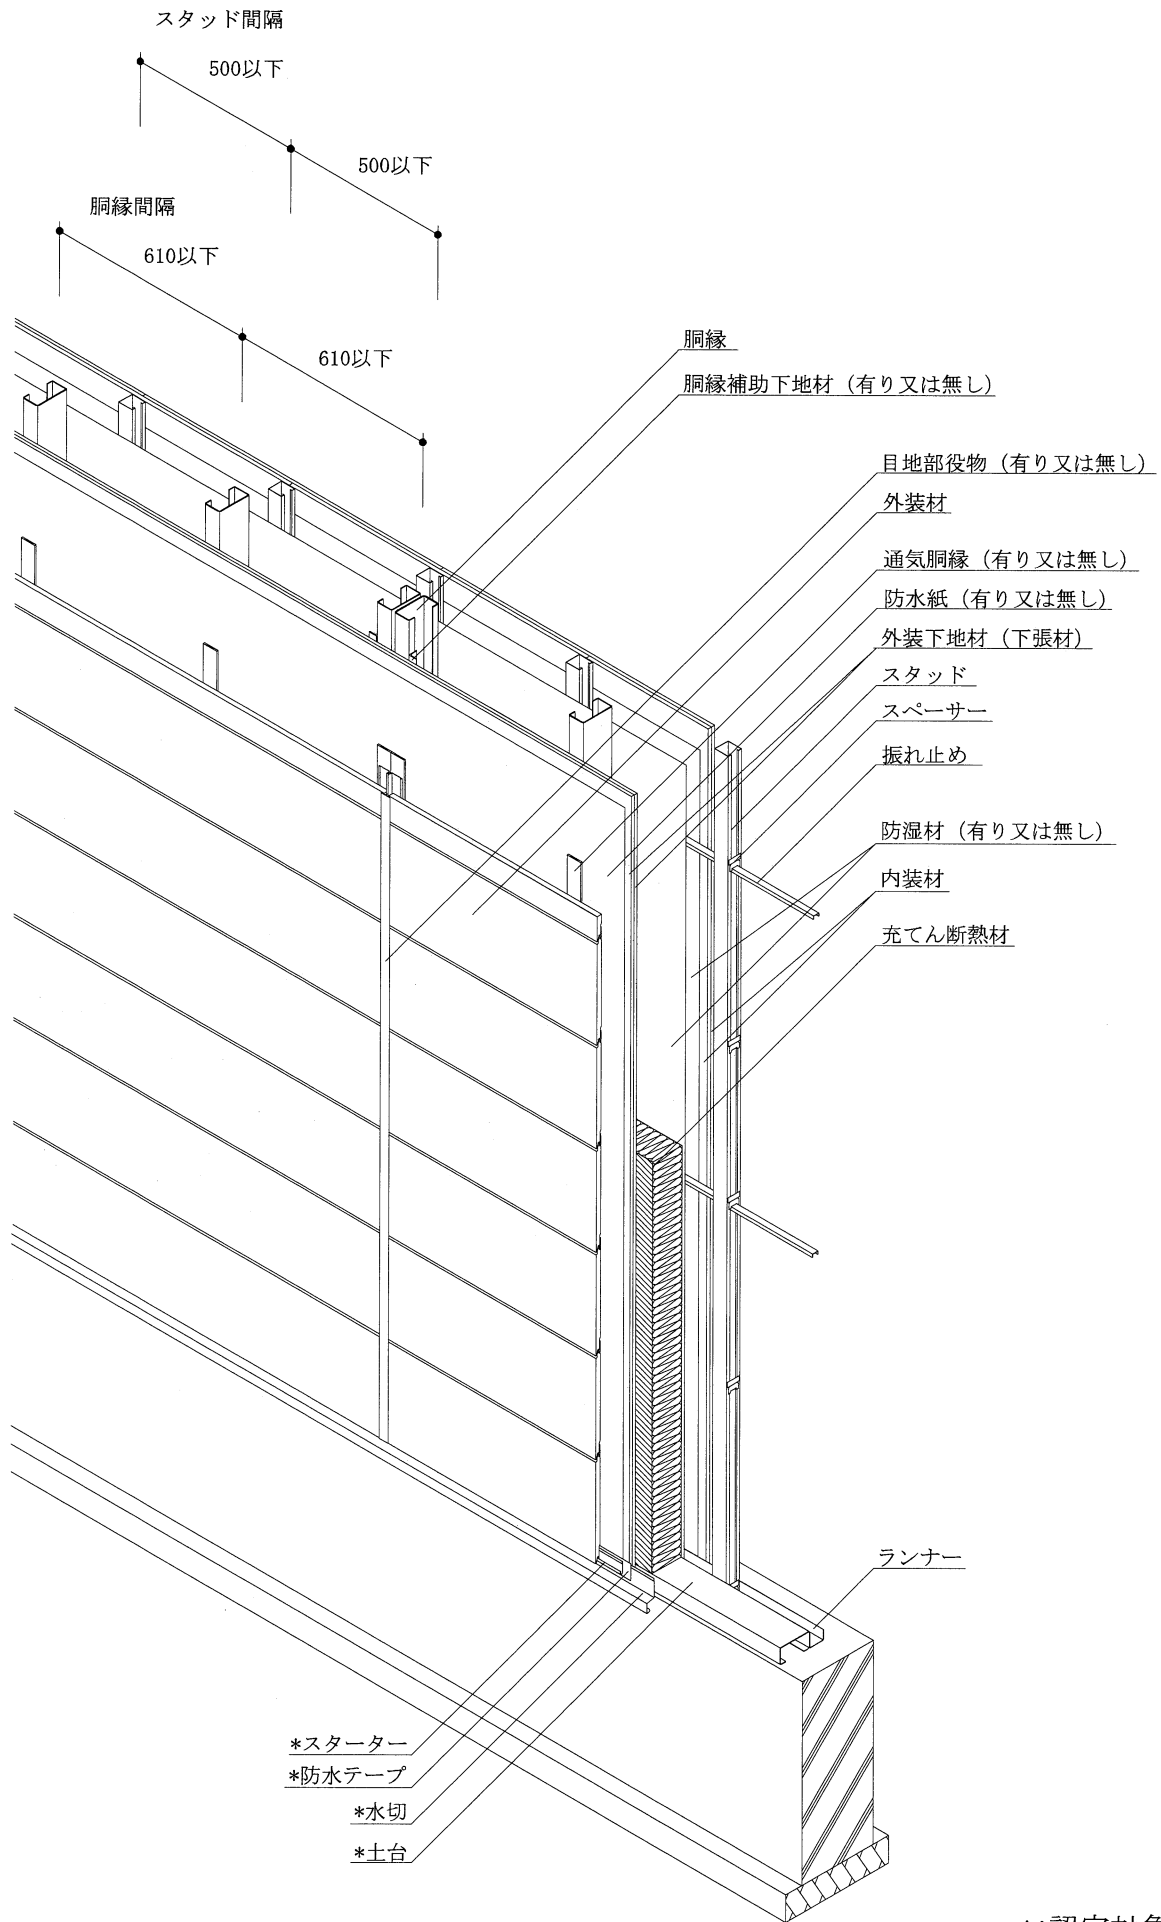 スタッド間隔
500以下
500以下
胴縁間隔
610以下
610以下
胴縁
胴縁補助下地材（有り又は無し）
目地部役物（有り又は無し）
外装材
通気胴縁（有り又は無し）
防水紙（有り又は無し）
外装下地材（下張材）
スタッド
スペーサー
振れ止め
防湿材（有り又は無し）
内装材
充てん断熱材
ランナー
*スターター
*防水テープ
*水切
*土台